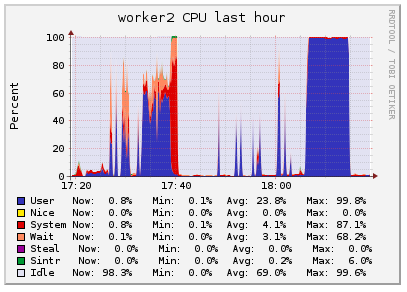 worker2 CPU last hour
RRDTOOL / TOBI OETIKER
Percent
100
80
60
40
20
0
17:20 17:40 18:00
User Now: 0.8% Min: 0.1% Avg: 23.8% Max: 99.8%
Nice Now: 0.0% Min: 0.0% Avg: 0.0% Max: 0.0%
System Now: 0.8% Min: 0.1% Avg: 4.1% Max: 87.1%
Wait Now: 0.1% Min: 0.0% Avg: 3.1% Max: 68.2%
Steal Now: 0.0% Min: 0.0% Avg: 0.0% Max: 0.0%
Sintr Now: 0.0% Min: 0.0% Avg: 0.2% Max: 6.0%
Idle Now: 98.3% Min: 0.0% Avg: 69.0% Max: 99.6%